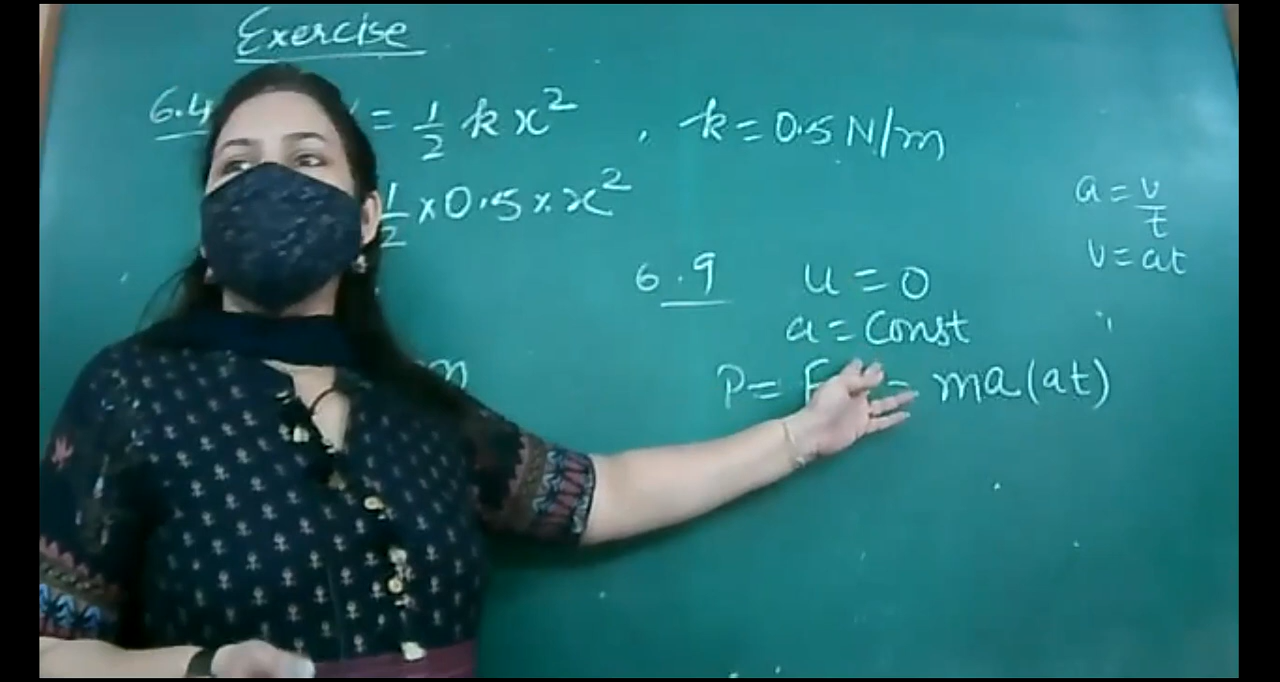 Exercise
6.4 = 1/2 k x² , k = 0.5 N/m
1/2 × 0.5 × x²
a = v/t
v = at
6.9 u = 0
a = Const
P = F = ma(at)
m